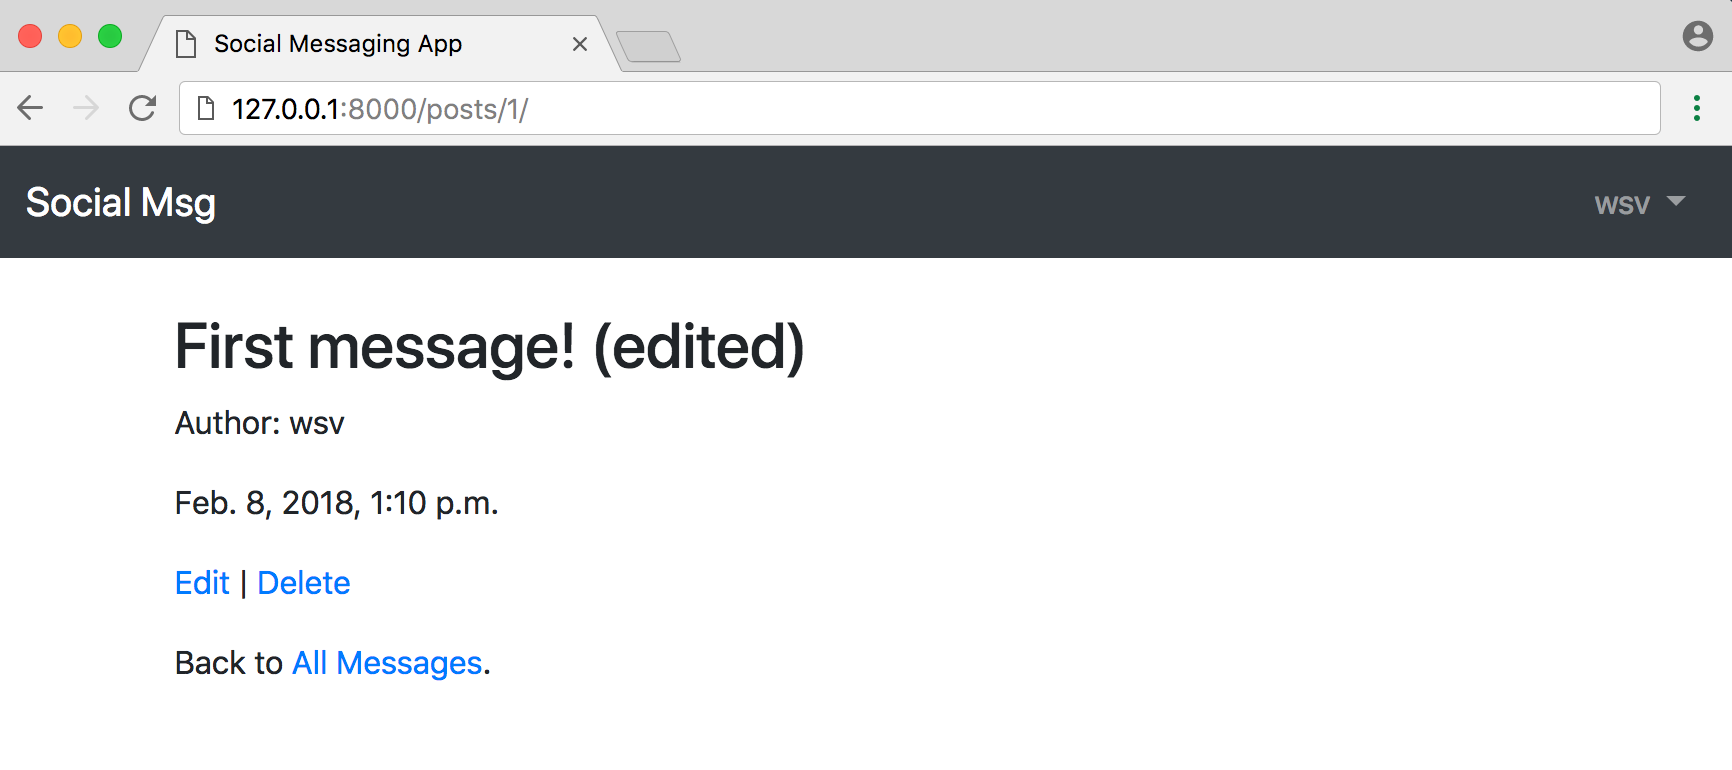 Social Messaging App
127.0.0.1:8000/posts/1/
Social Msg
wsv
First message! (edited)
Author: wsv
Feb. 8, 2018, 1:10 p.m.
Edit | Delete
Back to All Messages.